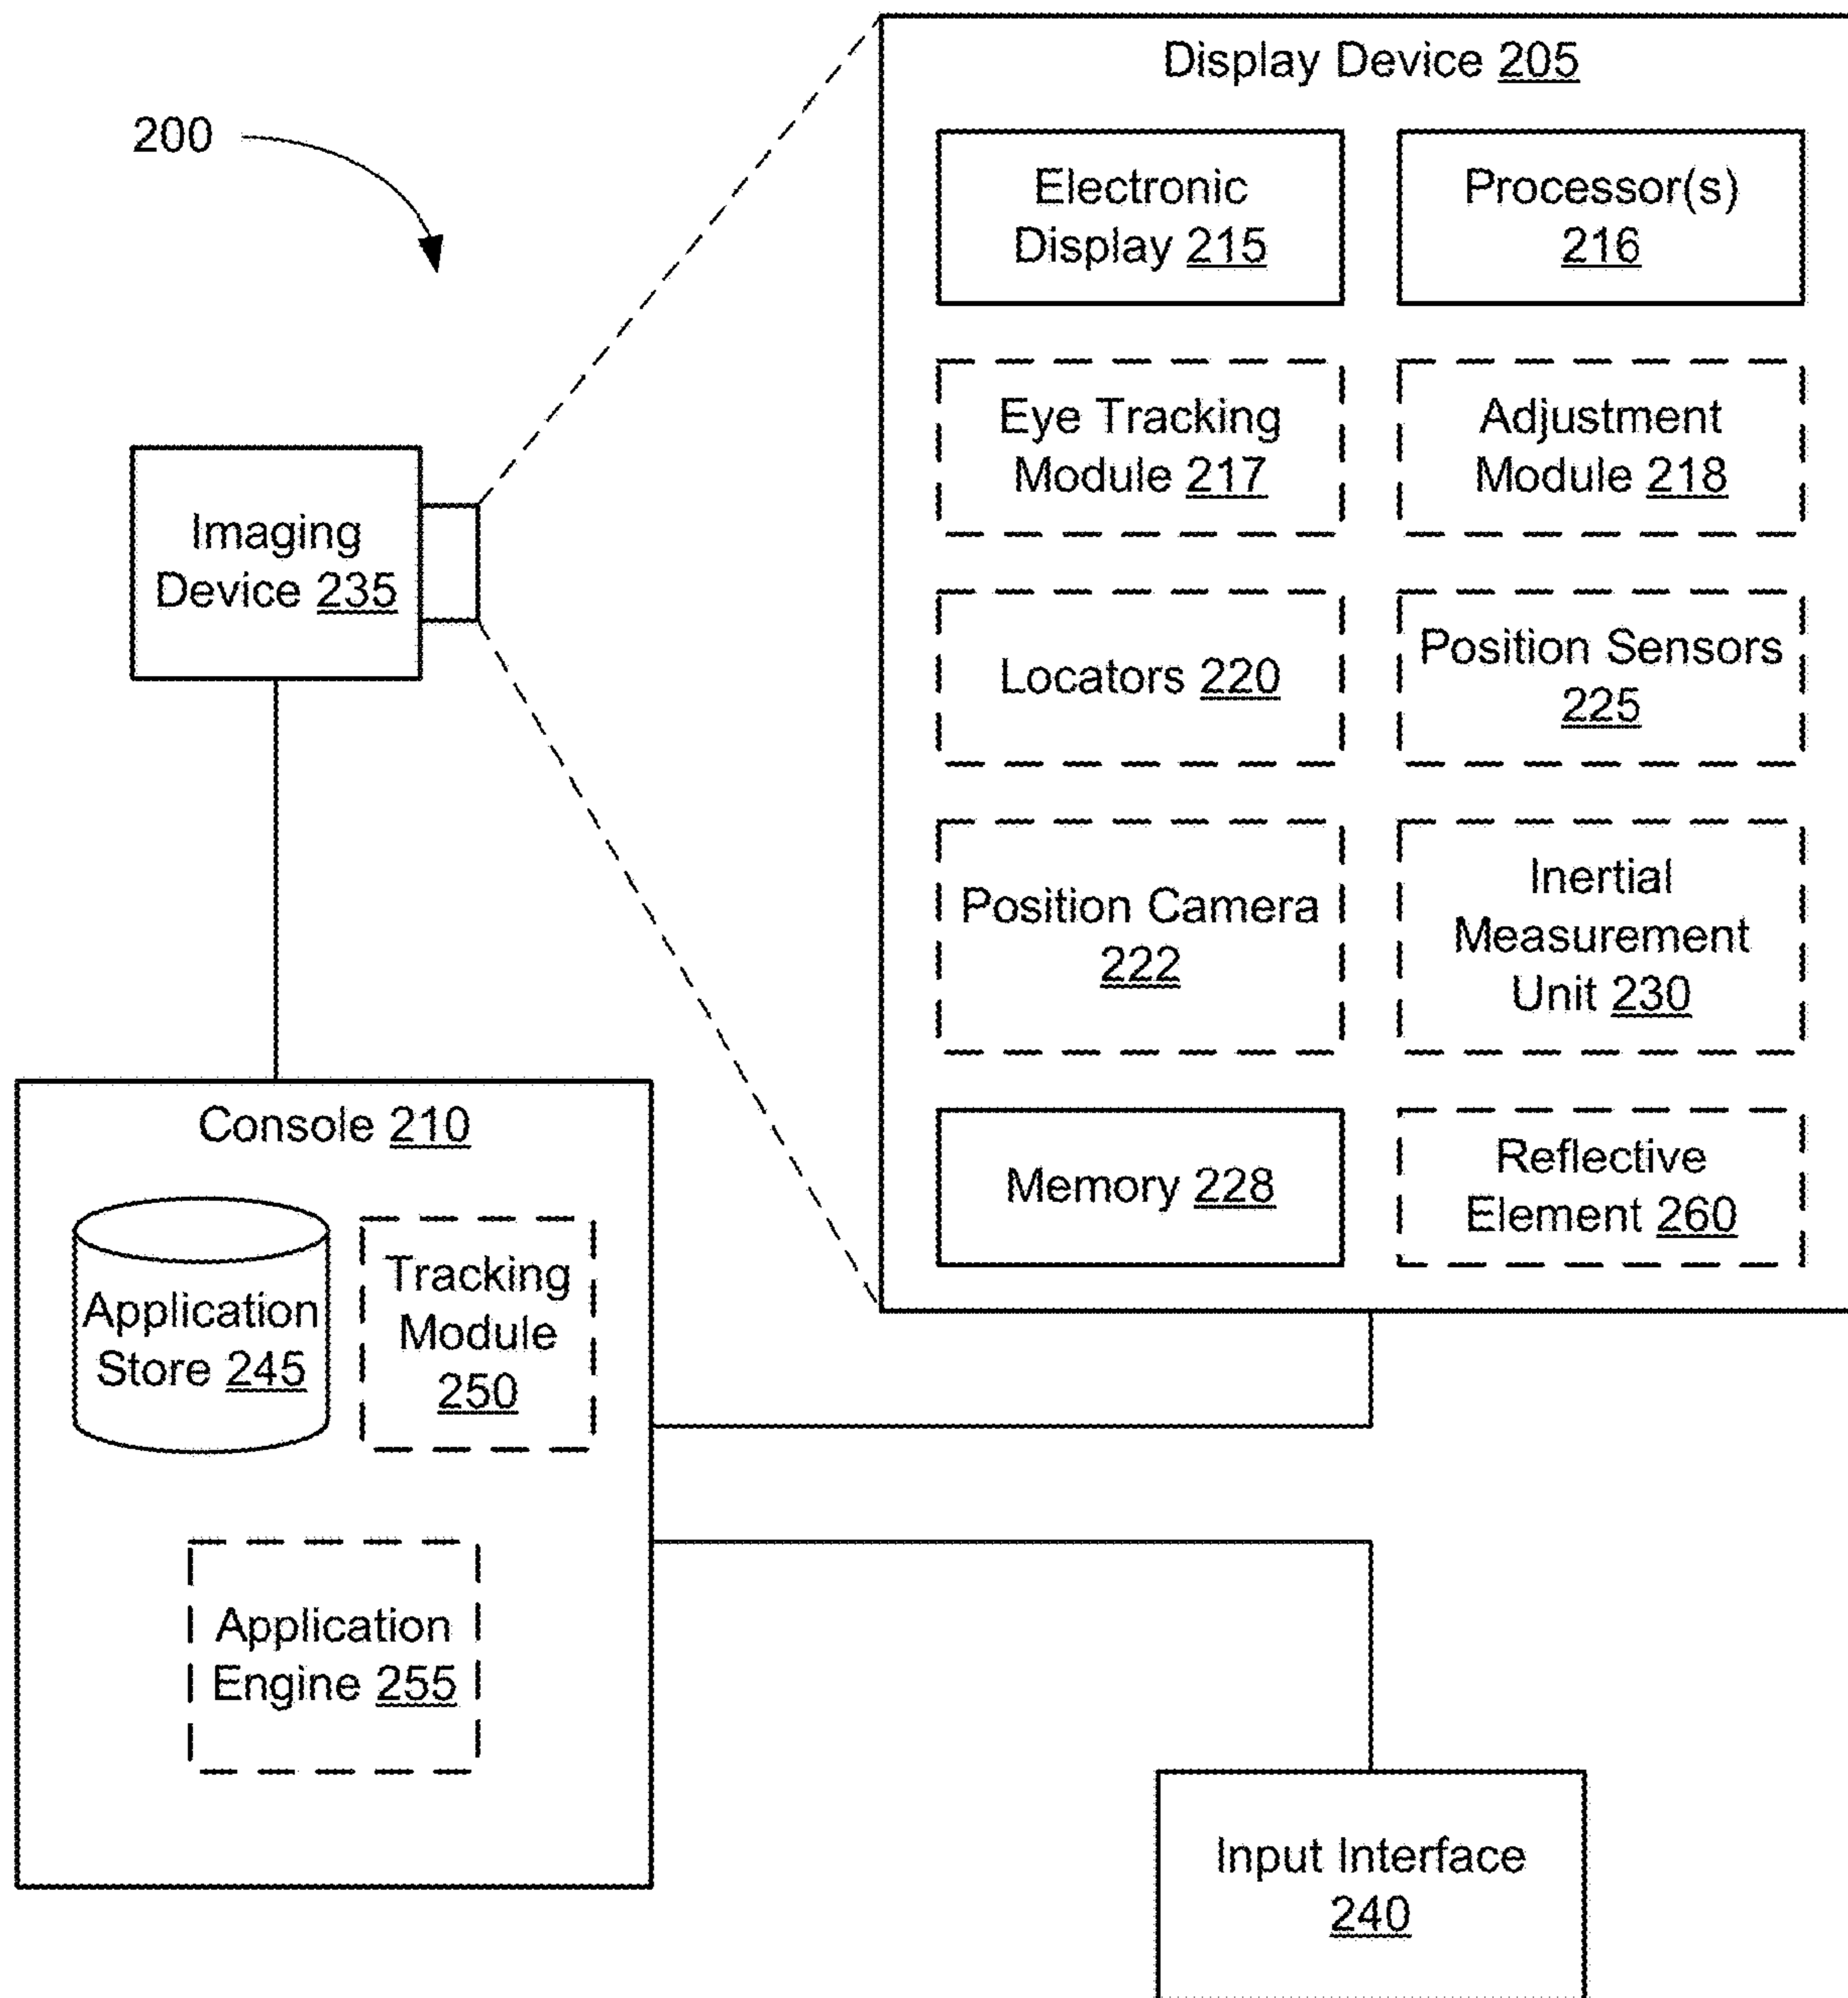 Display Device 205
200
Electronic
Display 215
Processor(s)
216
Eye Tracking
Module 217
Adjustment
Module 218
Imaging
Device 235
Locators 220
Position Sensors
225
Position Camera
222
Inertial
Measurement
Unit 230
Console 210
Memory 228
Reflective
Element 260
Application
Store 245
Tracking
Module
250
Application
Engine 255
Input Interface
240